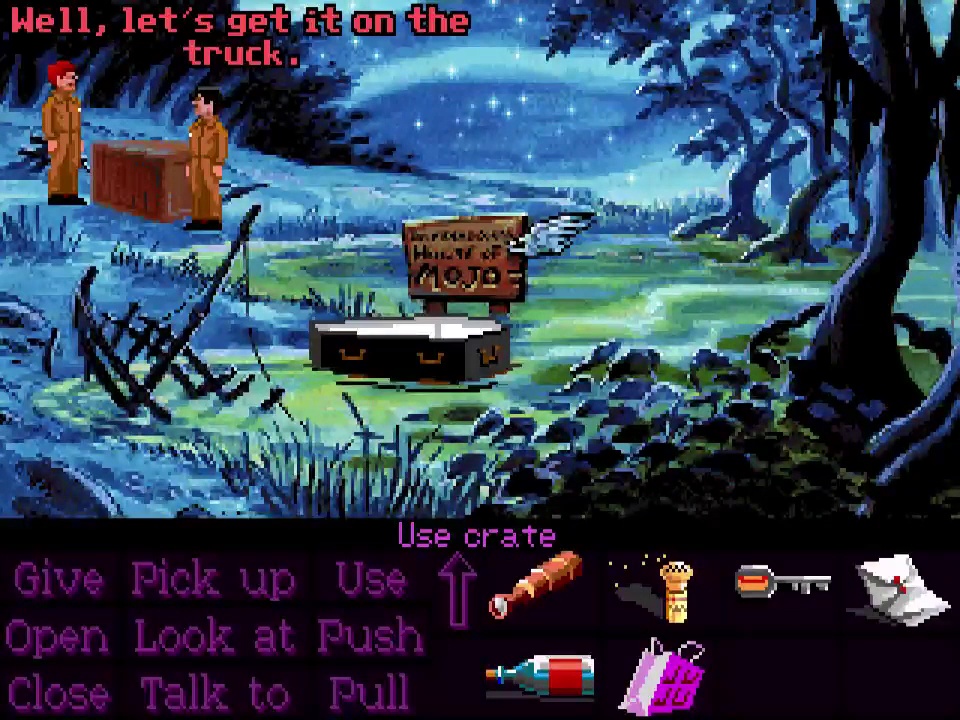 Well, let's get it on the
truck.
HOUSE OF
MOJO
Use crate
Give Pick up Use
Open Look at Push
Close Talk to Pull